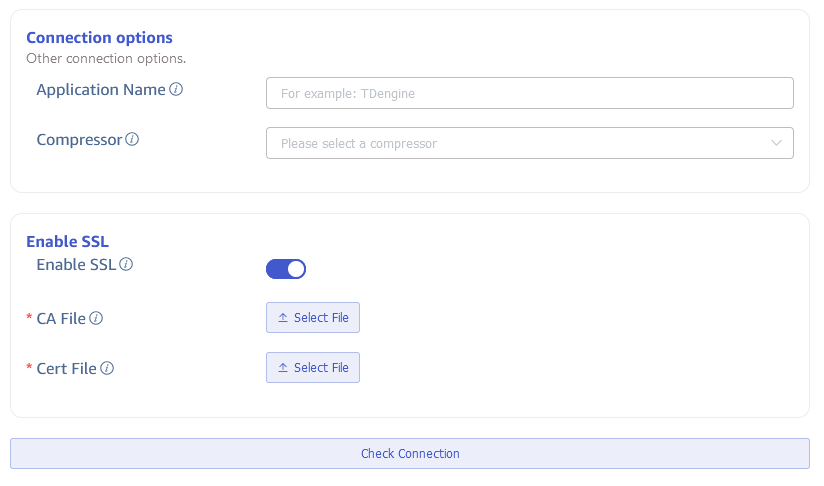 Connection options
Other connection options.
Application Name
For example: TDengine
Compressor
Please select a compressor
Enable SSL
Enable SSL
* CA File
Select File
* Cert File
Select File
Check Connection